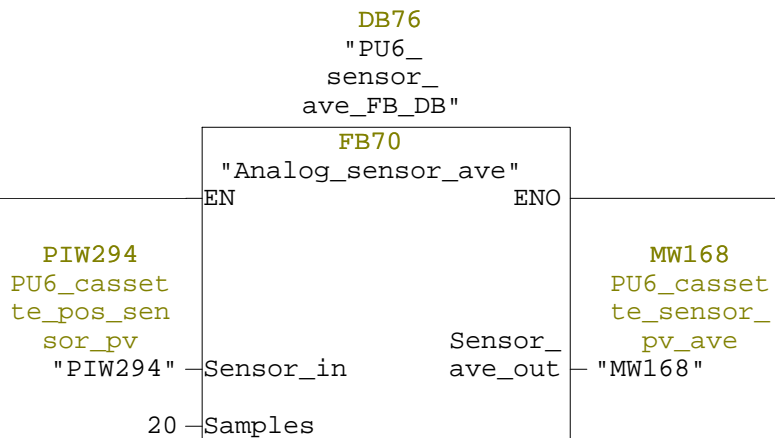 DB76
"PU6_
sensor_
ave_FB_DB"
FB70
"Analog_sensor_ave"
EN
ENO
PIW294
PU6_casset
te_pos_sen
sor_pv
"PIW294"
Sensor_in
MW168
PU6_casset
te_sensor_
pv_ave
Sensor_
ave_out
"MW168"
20
Samples